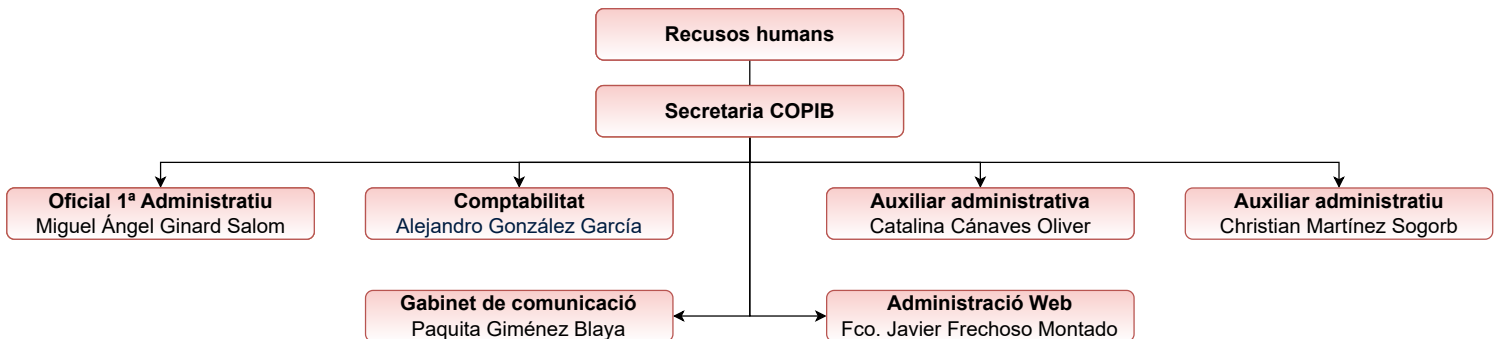 Recusos humans
Secretaria COPIB
Oficial 1ª Administratiu
Miguel Ángel Ginard Salom
Comptabilitat
Alejandro González García
Auxiliar administrativa
Catalina Cánaves Oliver
Auxiliar administratiu
Christian Martínez Sogorb
Gabinet de comunicació
Paquita Giménez Blaya
Administració Web
Fco. Javier Frechoso Montado